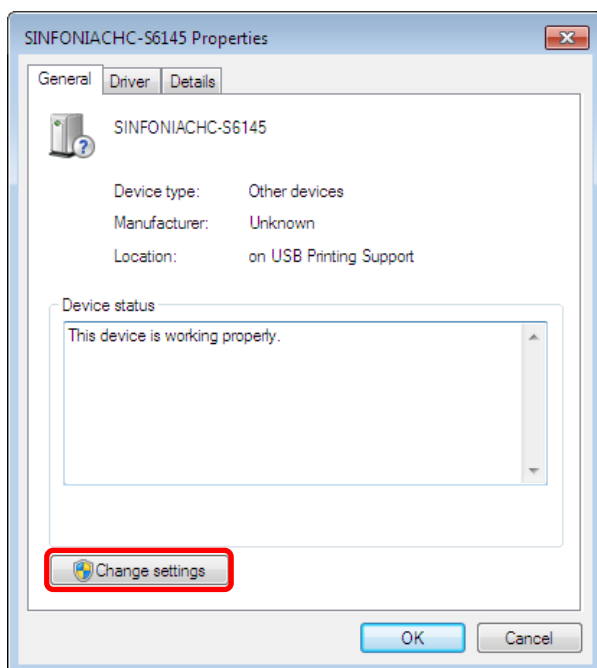 SINFONIACHC-S6145 Properties
General Driver Details
SINFONIACHC-S6145
Device type: Other devices
Manufacturer: Unknown
Location: on USB Printing Support
Device status
This device is working properly.
Change settings
OK Cancel